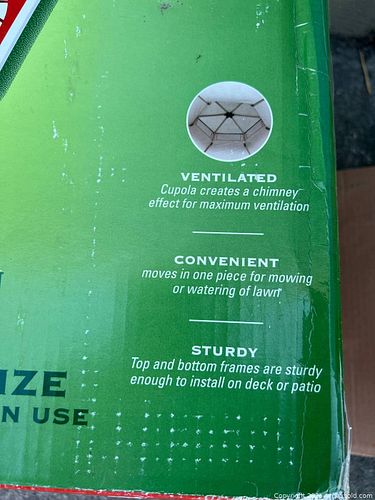 VENTILATED
Cupola creates a chimney
effect for maximum ventilation
CONVENIENT
moves in one piece for mowing
or watering of lawn
STURDY
Top and bottom frames are sturdy
enough to install on deck or patio
IZE
N USE